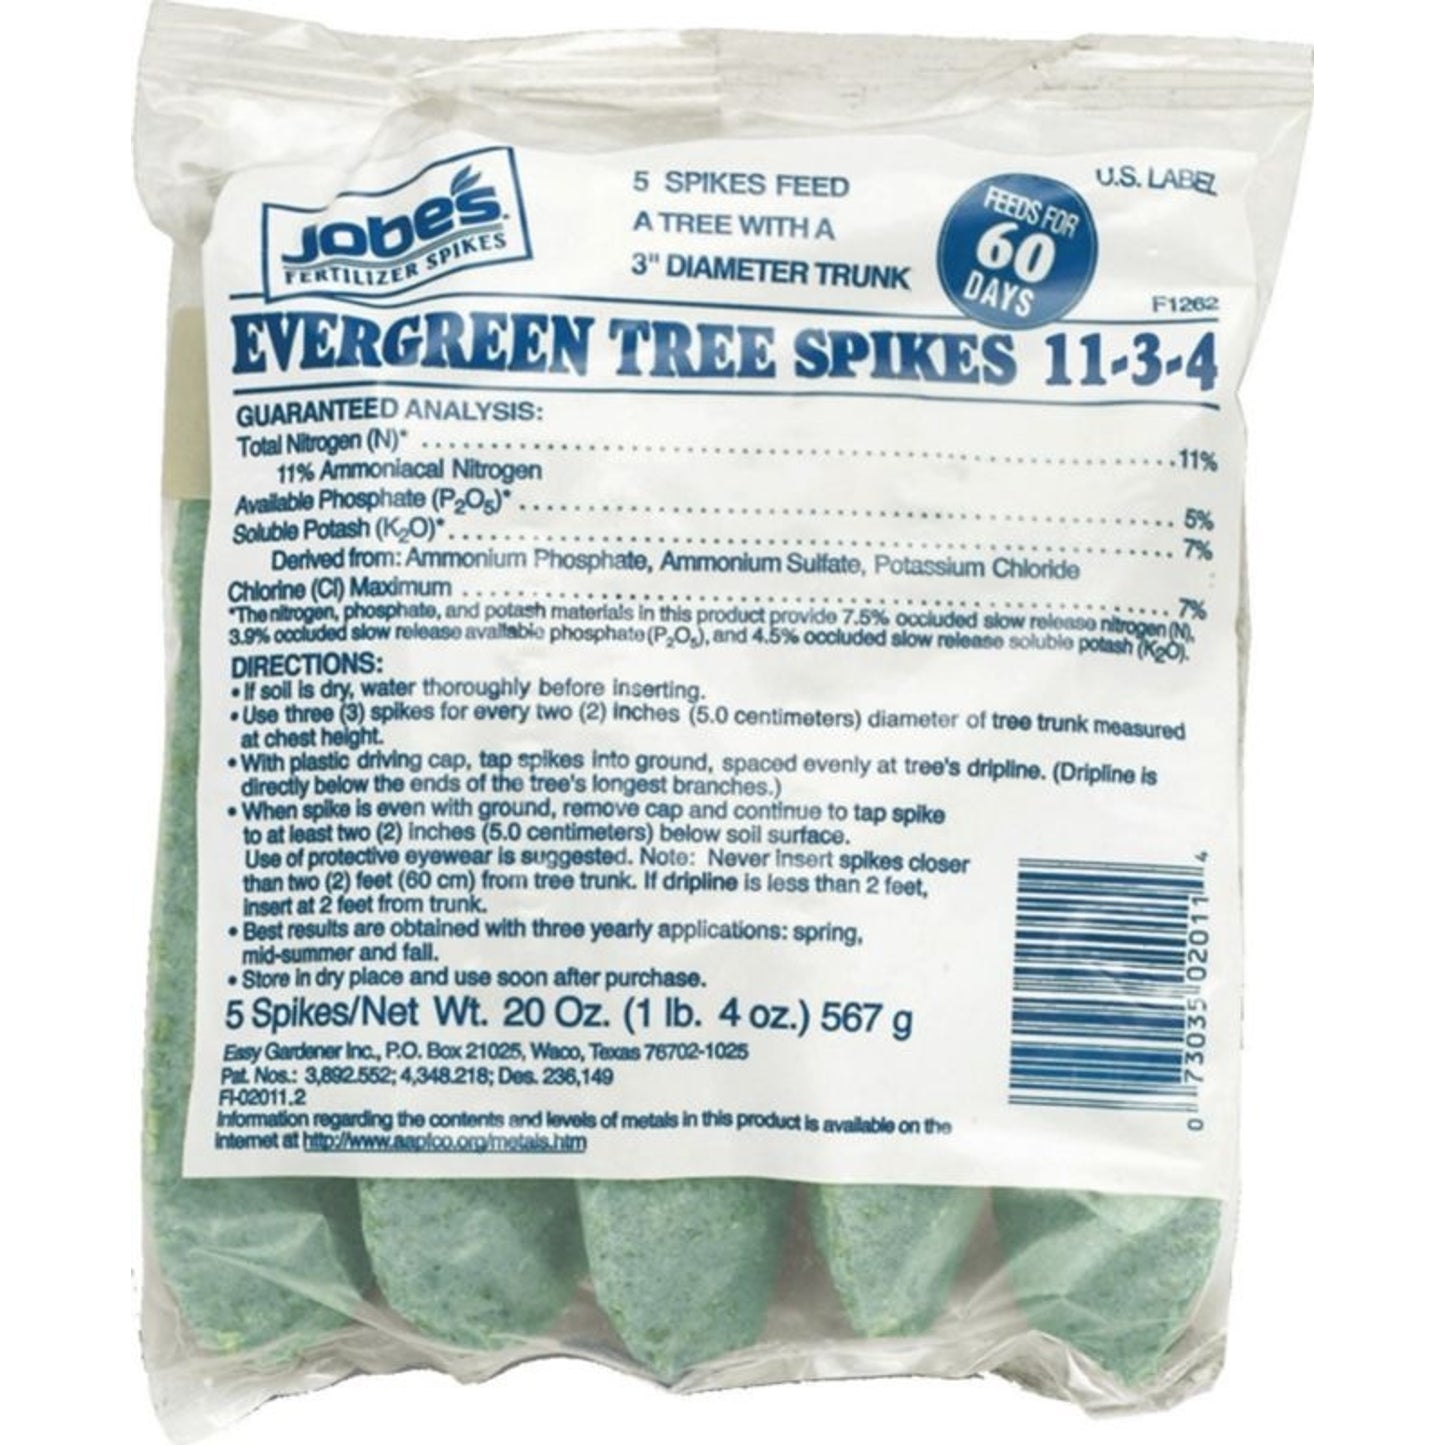 Jobe's.
FERTILIZER SPIKES
5 SPIKES FEED
A TREE WITH A
3" DIAMETER TRUNK
FEEDS FOR
60
DAYS
U.S. LABEL
F1262
EVERGREEN TREE SPIKES 11-3-4
GUARANTEED ANALYSIS:
Total Nitrogen (N)* 11%
11% Ammoniacal Nitrogen
Available Phosphate (P₂O₅)* 5%
Soluble Potash (K₂O)* 7%
Derived from: Ammonium Phosphate, Ammonium Sulfate, Potassium Chloride
Chlorine (Cl) Maximum 7%
*The nitrogen, phosphate, and potash materials in this product provide 7.5% occluded slow release nitrogen (N),
3.9% occluded slow release available phosphate (P₂O₅), and 4.5% occluded slow release soluble potash (K₂O).
DIRECTIONS:
• If soil is dry, water thoroughly before inserting.
• Use three (3) spikes for every two (2) inches (5.0 centimeters) diameter of tree trunk measured
at chest height.
• With plastic driving cap, tap spikes into ground, spaced evenly at tree's dripline. (Dripline is
directly below the ends of the tree's longest branches.)
• When spike is even with ground, remove cap and continue to tap spike
to at least two (2) inches (5.0 centimeters) below soil surface.
Use of protective eyewear is suggested. Note: Never insert spikes closer
than two (2) feet (60 cm) from tree trunk. If dripline is less than 2 feet,
insert at 2 feet from trunk.
• Best results are obtained with three yearly applications: spring,
mid-summer and fall.
• Store in dry place and use soon after purchase.
5 Spikes/Net Wt. 20 Oz. (1 lb. 4 oz.) 567 g
Easy Gardener Inc., P.O. Box 21025, Waco, Texas 76702-1025
Pat. Nos.: 3,892.552; 4,348.218; Des. 236,149
FI-02011.2
Information regarding the contents and levels of metals in this product is available on the
internet at http://www.aapfco.org/metals.htm
0 73035 02011 4